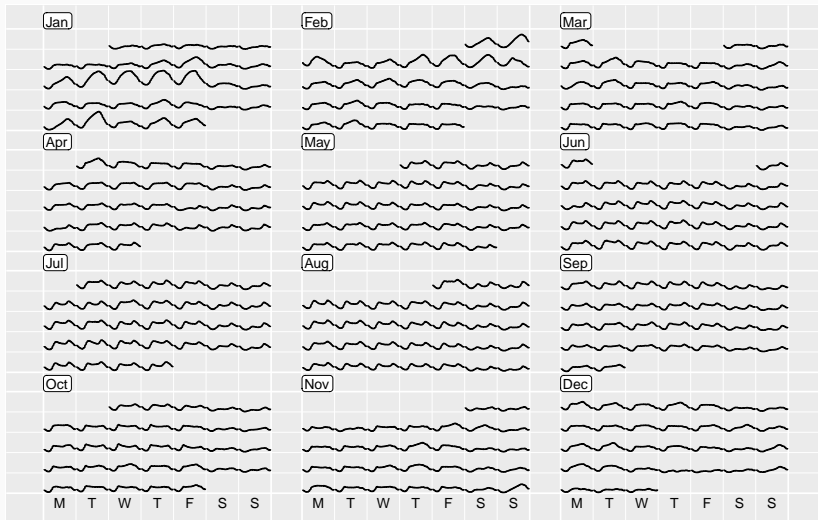 Jan Feb Mar
Apr May Jun
Jul Aug Sep
Oct Nov Dec
M T W T F S S M T W T F S S M T W T F S S